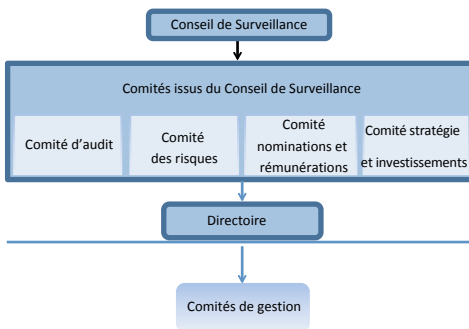 Conseil de Surveillance
Comités issus du Conseil de Surveillance
Comité d'audit
Comité
des risques
Comité
nominations et
rémunérations
Comité stratégie
et investissements
Directoire
Comités de gestion